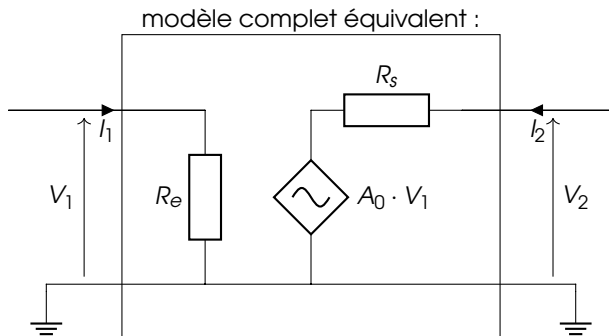 modèle complet équivalent :
R_s
I_1
I_2
V_1
R_e
A_0 · V_1
V_2